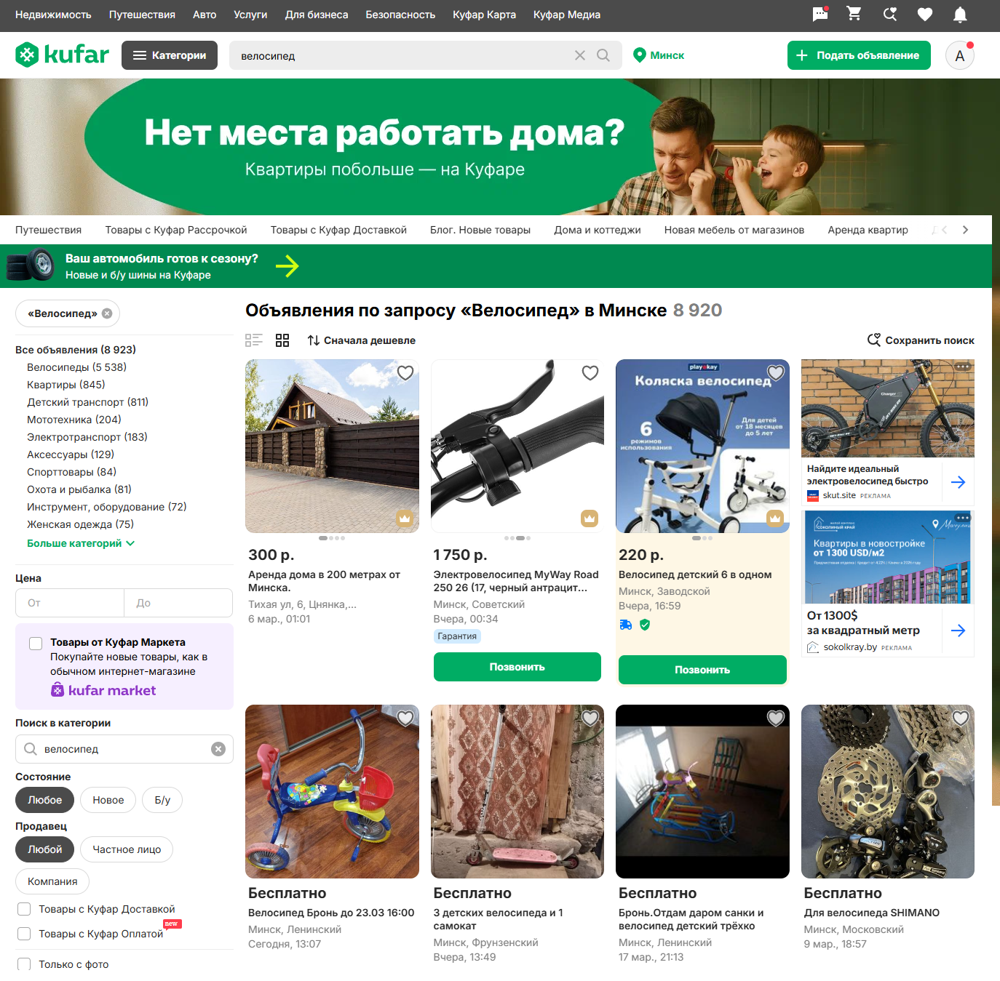 Недвижимость Путешествия Авто Услуги Для бизнеса Безопасность Куфар Карта Куфар Медиа
kufar Категории велосипед Минск Подать объявление А
Нет места работать дома?
Квартиры побольше — на Куфаре
Путешествия Товары с Куфар Рассрочкой Товары с Куфар Доставкой Блог. Новые товары Дома и коттеджи Новая мебель от магазинов Аренда квартир
Ваш автомобиль готов к сезону?
Новые и б/у шины на Куфаре
«Велосипед»
Все объявления (8 923)
Велосипеды (5 538)
Квартиры (845)
Детский транспорт (811)
Мототехника (204)
Электротранспорт (183)
Аксессуары (129)
Спорттовары (84)
Охота и рыбалка (81)
Инструмент, оборудование (72)
Женская одежда (75)
Больше категорий
Цена
От До
Товары от Куфар Маркета
Покупайте новые товары, как в
обычном интернет-магазине
kufar market
Поиск в категории
велосипед
Состояние
Любое Новое Б/у
Продавец
Любой Частное лицо
Компания
Товары с Куфар Доставкой
Товары с Куфар Оплатой new
Только с фото
Объявления по запросу «Велосипед» в Минске 8 920
Сначала дешевле Сохранить поиск
300 р.
Аренда дома в 200 метрах от
Минска.
Тихая ул, 6, Цнянка,...
6 мар., 01:01
1 750 р.
Электровелосипед MyWay Road
250 26 (17, черный антрацит...
Минск, Советский
Вчера, 00:34
Гарантия
Позвонить
playokay
Коляска велосипед
6
режимов
использования
Для детей
от 18 месяцев
до 5 лет
220 р.
Велосипед детский 6 в одном
Минск, Заводской
Вчера, 16:59
Позвонить
Charger
Найдите идеальный
электровелосипед быстро
skut.site РЕКЛАМА
СОКОЛИНЫЙ КРАЙ
Квартиры в новостройке
от 1300 USD/м2
От 1300$
за квадратный метр
sokolkray.by РЕКЛАМА
Бесплатно
Велосипед Бронь до 23.03 16:00
Минск, Ленинский
Сегодня, 13:07
Бесплатно
3 детских велосипеда и 1
самокат
Минск, Фрунзенский
Вчера, 13:49
Бесплатно
Бронь.Отдам даром санки и
велосипед детский трёхко
Минск, Ленинский
17 мар., 21:13
Бесплатно
Для велосипеда SHIMANO
Минск, Московский
9 мар., 18:57